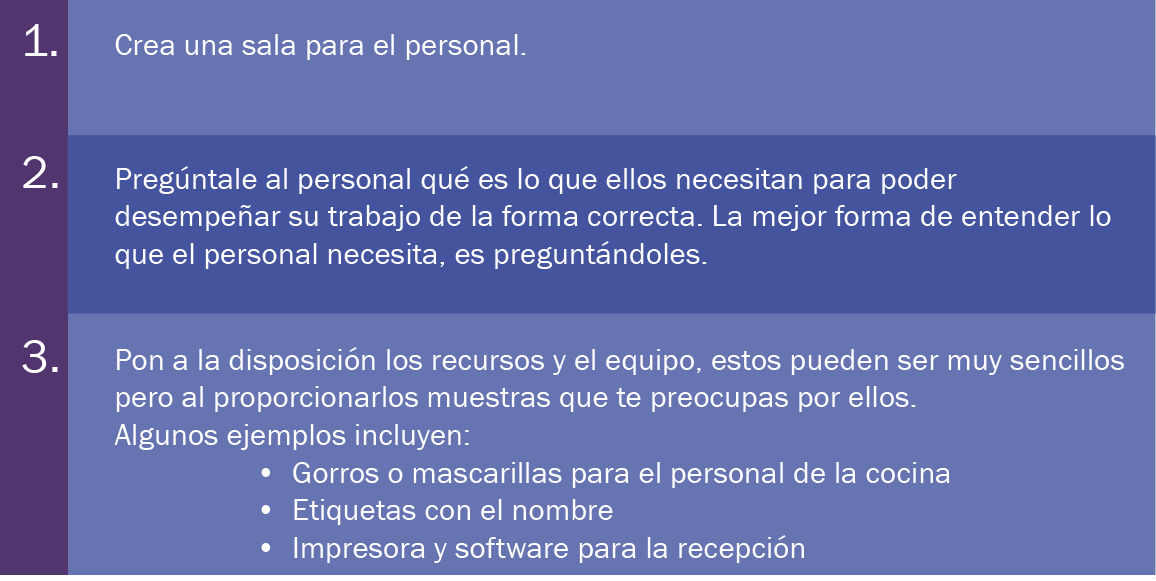 1. Crea una sala para el personal.
2. Pregúntale al personal qué es lo que ellos necesitan para poder
desempeñar su trabajo de la forma correcta. La mejor forma de entender lo
que el personal necesita, es preguntándoles.
3. Pon a la disposición los recursos y el equipo, estos pueden ser muy sencillos
pero al proporcionarlos muestras que te preocupas por ellos.
Algunos ejemplos incluyen:
• Gorros o mascarillas para el personal de la cocina
• Etiquetas con el nombre
• Impresora y software para la recepción